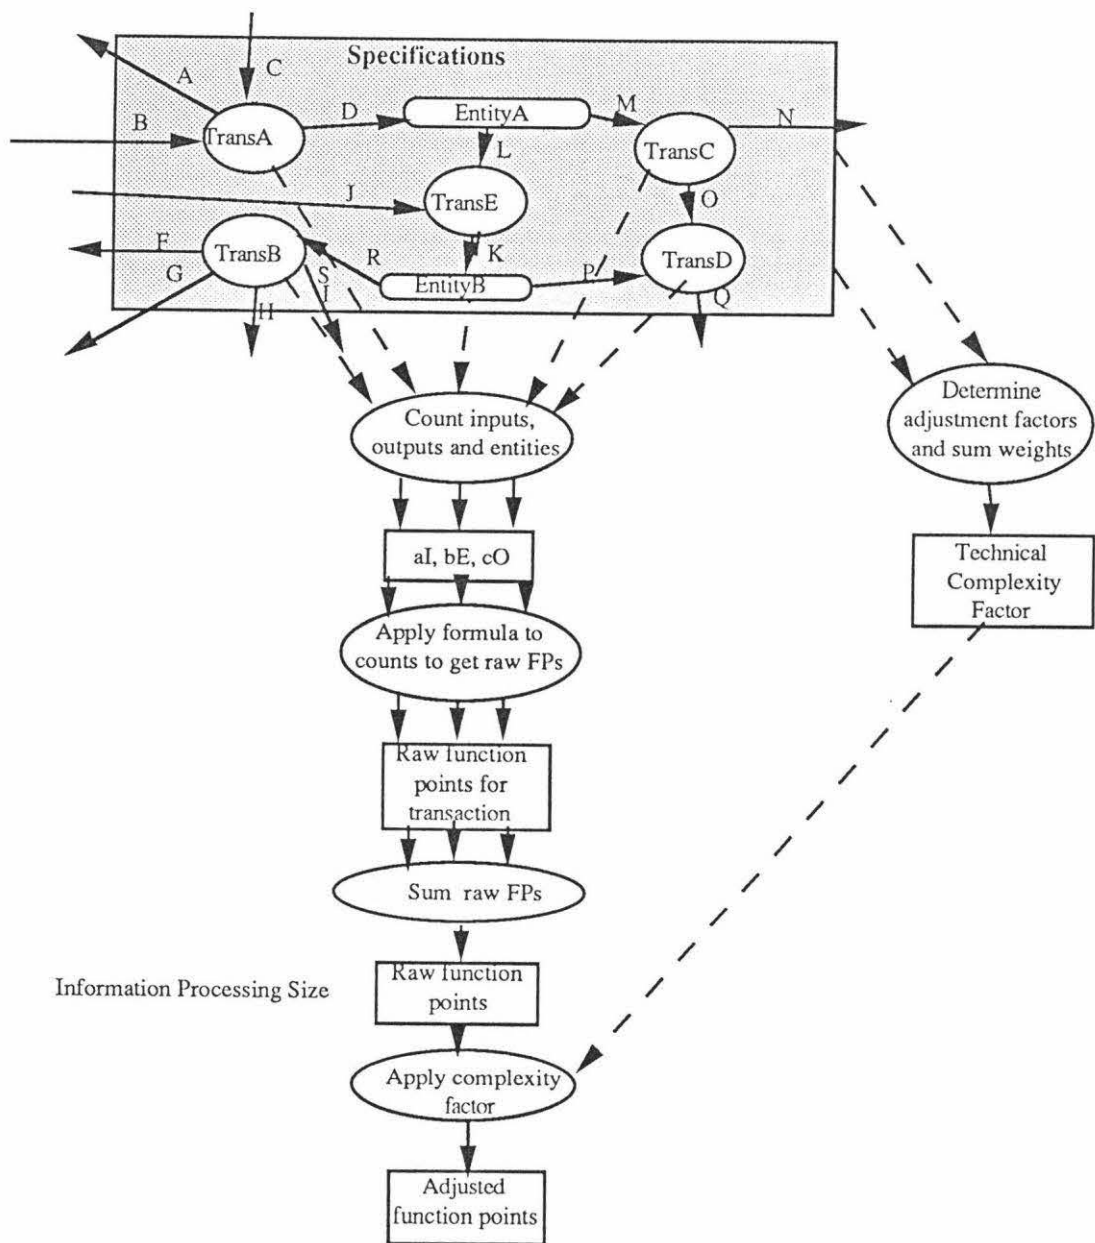 Specifications
A
C
B
D
EntityA
M
N
TransA
TransC
L
J
TransE
O
F
TransB
R
K
TransD
G
S
I
EntityB
P
Q
H
Count inputs,
outputs and entities
Determine
adjustment factors
and sum weights
aI, bE, cO
Technical
Complexity
Factor
Apply formula to
counts to get raw FPs
Raw function
points for
transaction
Sum raw FPs
Information Processing Size
Raw function
points
Apply complexity
factor
Adjusted
function points